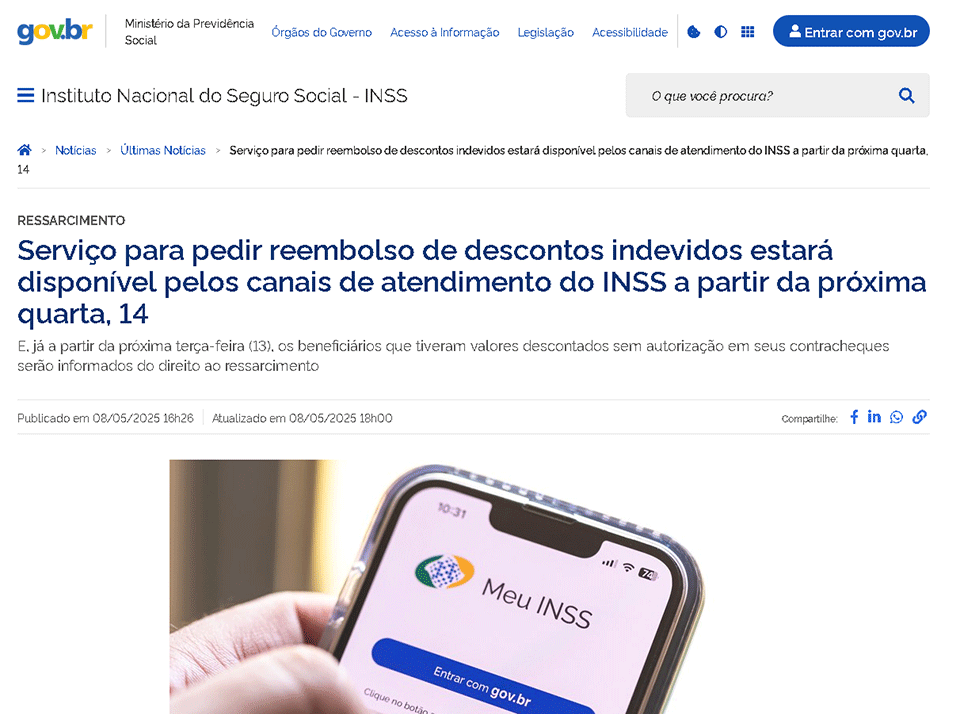 gov.br
Ministério da Previdência
Social
Órgãos do Governo
Acesso à Informação
Legislação
Acessibilidade
Entrar com gov.br
Instituto Nacional do Seguro Social - INSS
O que você procura?
> Notícias > Últimas Notícias > Serviço para pedir reembolso de descontos indevidos estará disponível pelos canais de atendimento do INSS a partir da próxima quarta,
14
RESSARCIMENTO
Serviço para pedir reembolso de descontos indevidos estará
disponível pelos canais de atendimento do INSS a partir da próxima
quarta, 14
E, já a partir da próxima terça-feira (13), os beneficiários que tiveram valores descontados sem autorização em seus contracheques
serão informados do direito ao ressarcimento
Publicado em 08/05/2025 16h26
Atualizado em 08/05/2025 18h00
Compartilhe:
10:31
74
Meu INSS
Entrar com gov.br
Clique no botão